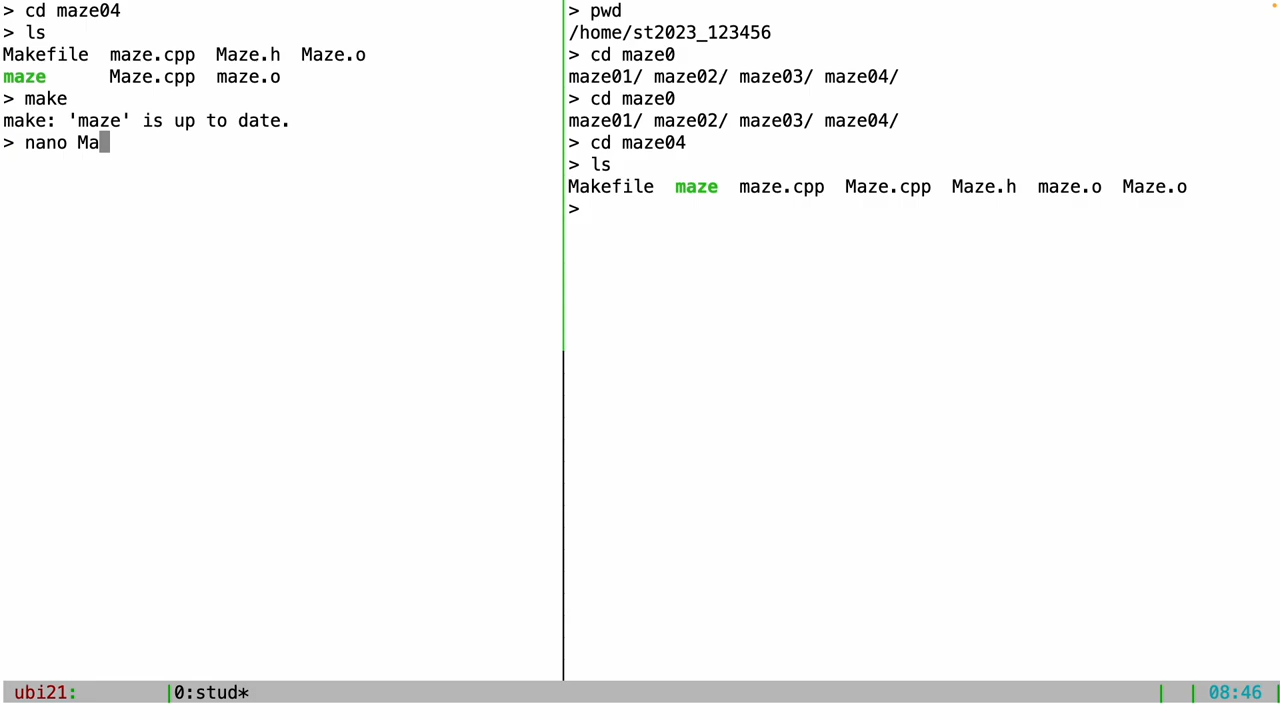 > cd maze04
> ls
Makefile  maze.cpp  Maze.h  Maze.o
maze      Maze.cpp  maze.o
> make
make: 'maze' is up to date.
> nano Ma
> pwd
/home/st2023_123456
> cd maze0
maze01/ maze02/ maze03/ maze04/
> cd maze0
maze01/ maze02/ maze03/ maze04/
> cd maze04
> ls
Makefile  maze  maze.cpp  Maze.cpp  Maze.h  maze.o  Maze.o
>
ubi21:         |0:stud*          |  | 08:46 |